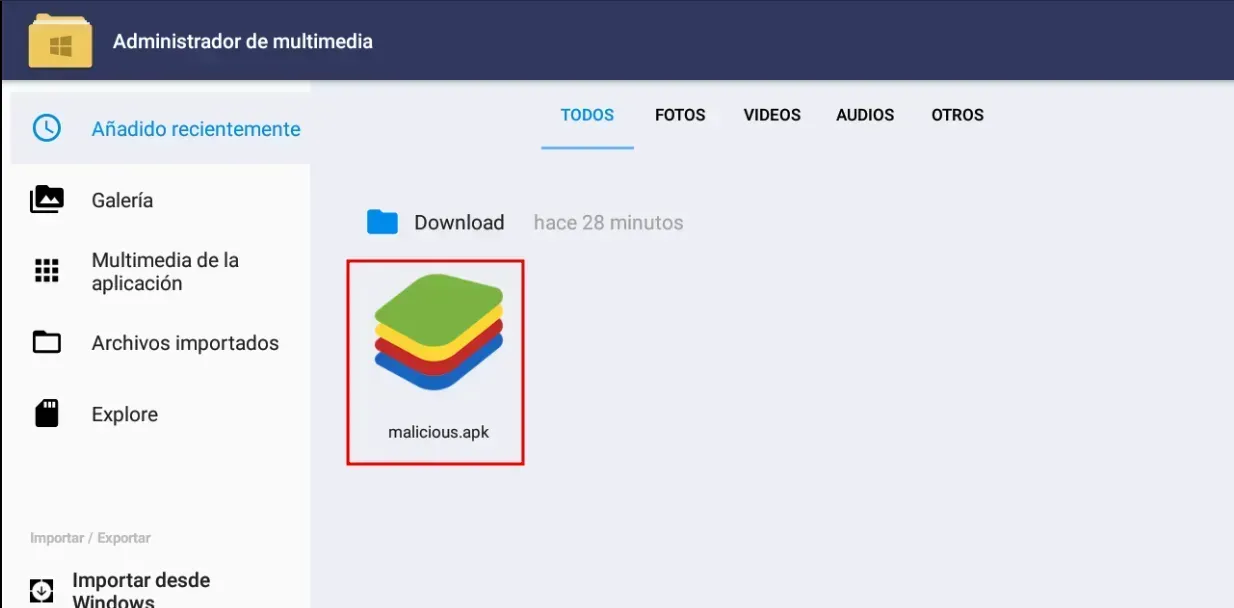 Administrador de multimedia
Añadido recientemente
Galería
Multimedia de la
aplicación
Archivos importados
Explore
Importar / Exportar
Importar desde
Windows
TODOS FOTOS VIDEOS AUDIOS OTROS
Download hace 28 minutos
malicious.apk